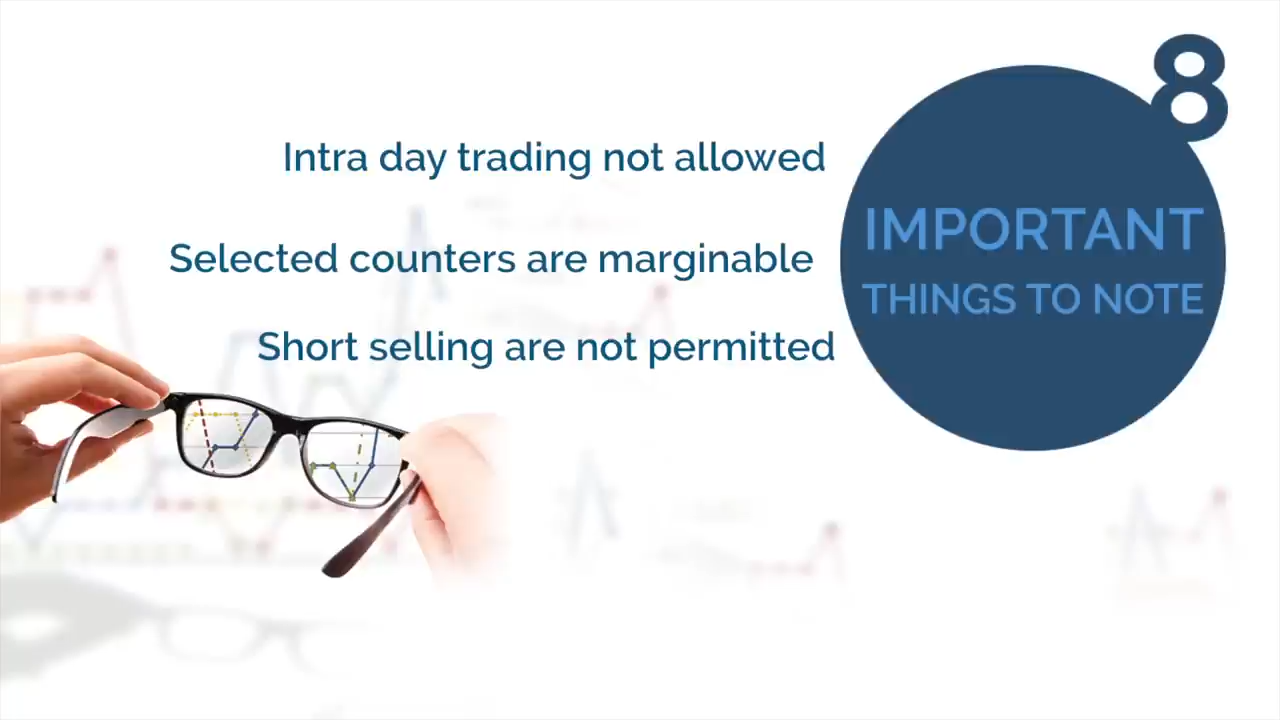 Intra day trading not allowed
Selected counters are marginable
Short selling are not permitted
8
IMPORTANT
THINGS TO NOTE